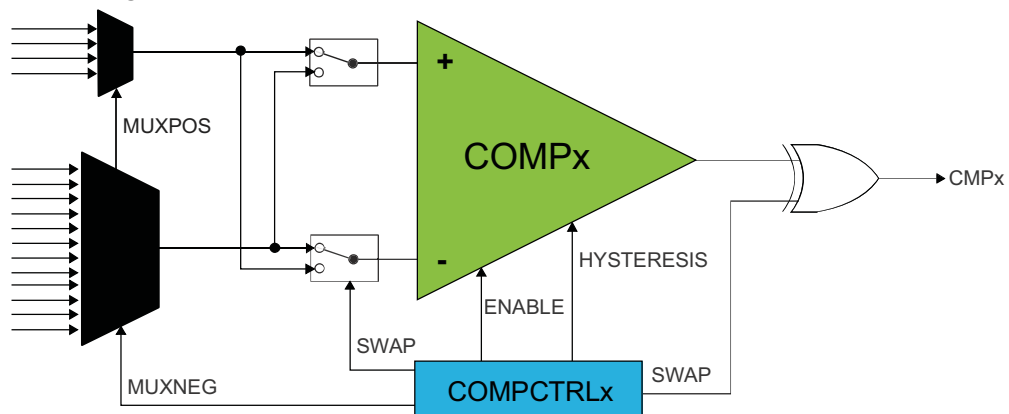 +
MUXPOS
COMPx
CMPx
-
HYSTERESIS
ENABLE
SWAP
MUXNEG
COMPCTRLx
SWAP